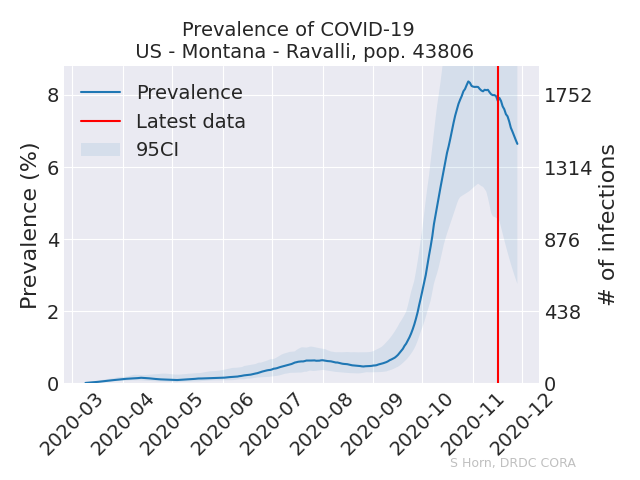 Prevalence of COVID-19
US - Montana - Ravalli, pop. 43806
Prevalence
Latest data
95CI
Prevalence (%)
8
6
4
2
0
1752
1314
876
438
0
# of infections
2020-03
2020-04
2020-05
2020-06
2020-07
2020-08
2020-09
2020-10
2020-11
2020-12
S Horn, DRDC CORA